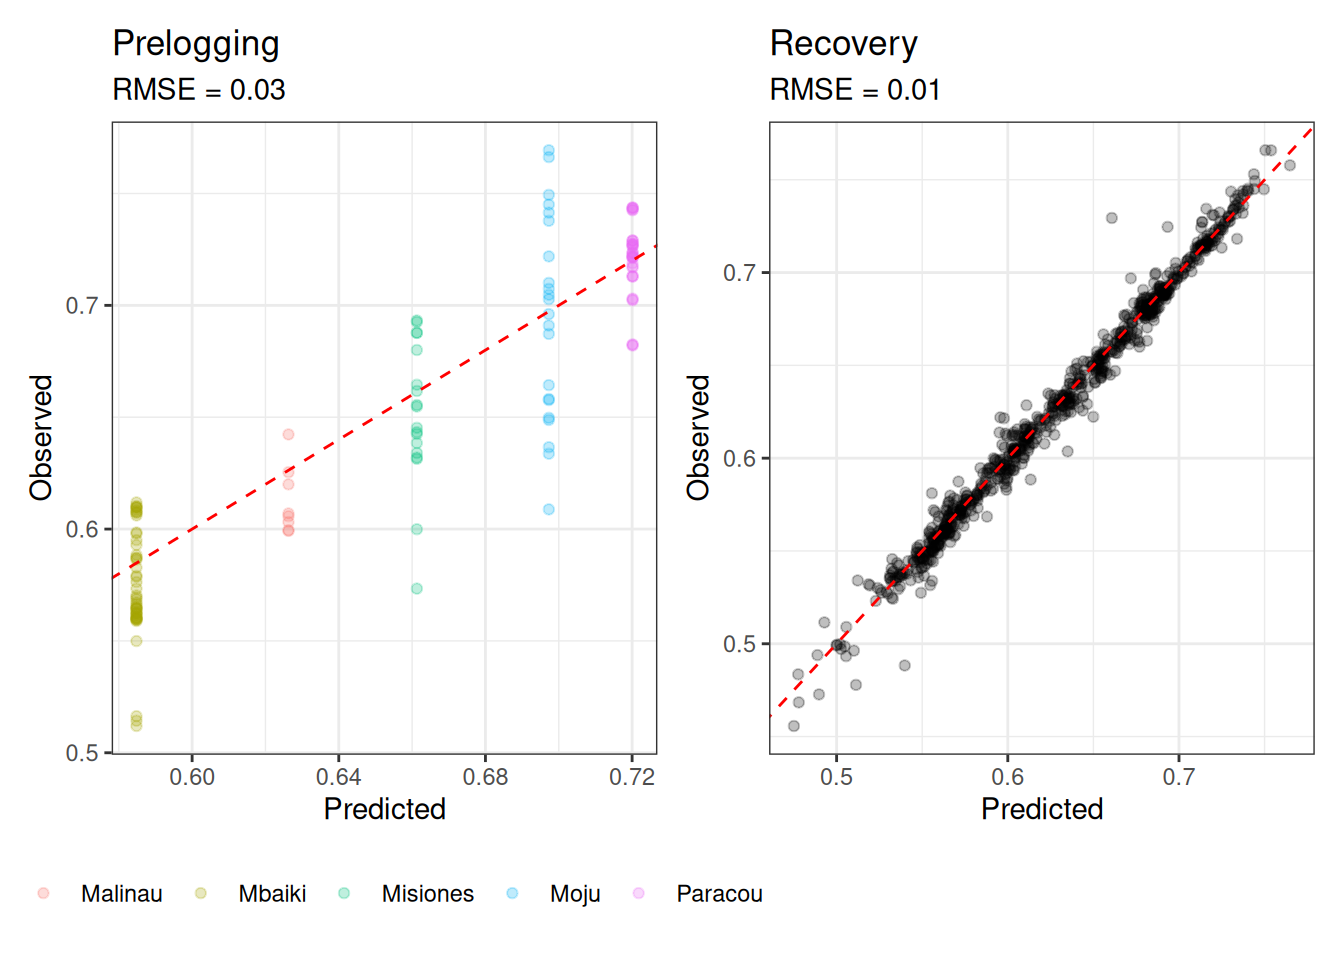 Prelogging
RMSE = 0.03
Observed
0.7
0.6
0.5
0.60 0.64 0.68 0.72
Predicted
Recovery
RMSE = 0.01
Observed
0.7
0.6
0.5
0.5 0.6 0.7
Predicted
Malinau Mbaiki Misiones Moju Paracou